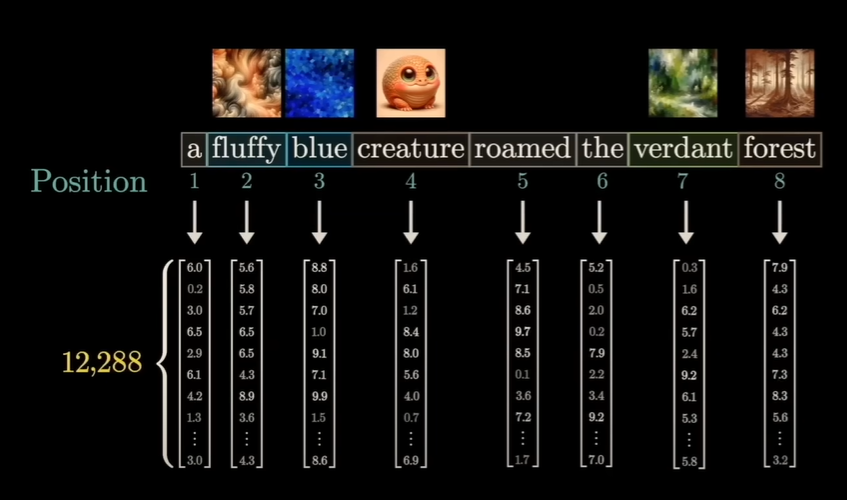 a fluffy blue creature roamed the verdant forest
Position 1 2 3 4 5 6 7 8
6.0 5.6 8.8 1.6 4.5 5.2 0.3 7.9
0.2 5.8 8.0 6.1 7.1 0.5 1.6 4.3
3.0 5.7 7.0 1.2 8.6 2.0 6.2 6.2
6.5 6.5 1.0 8.4 9.7 0.2 5.7 4.3
2.9 6.5 9.1 8.0 8.5 7.9 2.4 4.3
12,288
6.1 4.3 7.1 5.6 0.1 2.2 9.2 7.3
4.2 8.9 9.9 4.0 3.6 3.4 6.1 8.3
1.3 3.6 1.5 0.7 7.2 9.2 5.3 5.6
⋮ ⋮ ⋮ ⋮ ⋮ ⋮ ⋮ ⋮
3.0 4.3 8.6 6.9 1.7 7.0 5.8 3.2